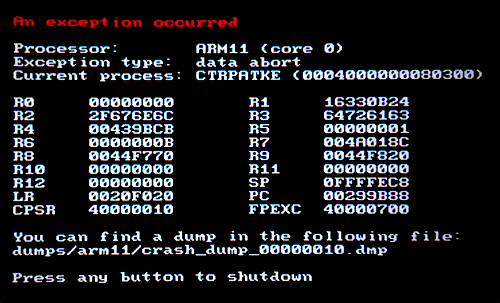 An exception occurred
Processor: ARM11 (core 0)
Exception type: data abort
Current process: CTRPATKE (0004000000080300)
R0 00000000 R1 16330B24
R2 2F676E6C R3 64726163
R4 00439BCB R5 00000001
R6 0000000B R7 004A018C
R8 0044F770 R9 0044F820
R10 00000000 R11 00000000
R12 00000000 SP 0FFFFEC8
LR 0020F020 PC 00299B88
CPSR 40000010 FPEXC 40000700
You can find a dump in the following file:
dumps/arm11/crash_dump_00000010.dmp
Press any button to shutdown